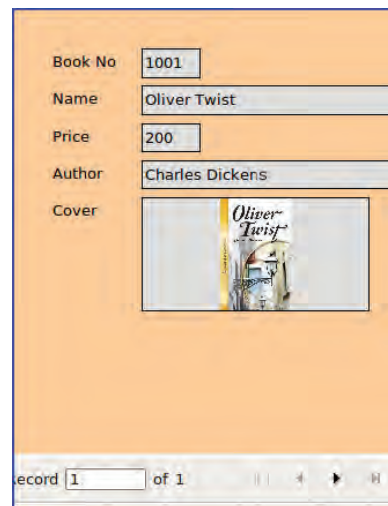 Book No 1001
Name Oliver Twist
Price 200
Author Charles Dickens
Cover
Oliver
Twist
ecord 1 of 1